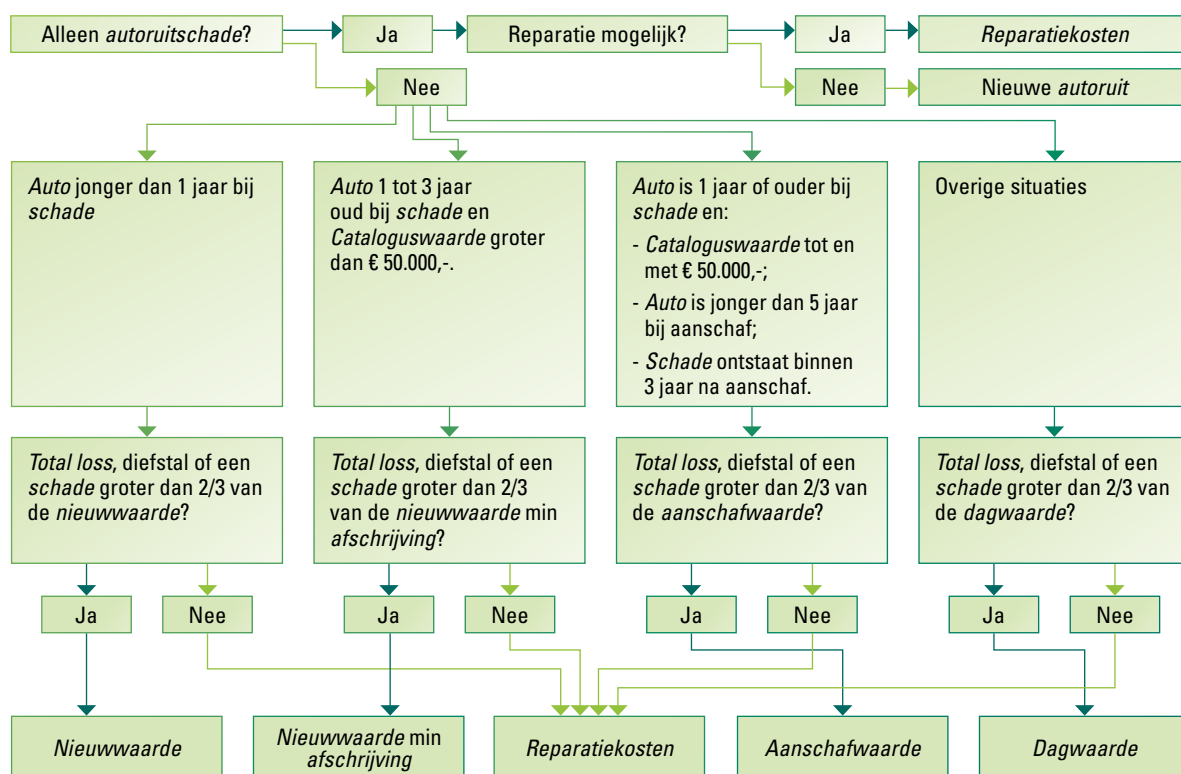 Alleen autoruitschade?
Ja
Reparatie mogelijk?
Ja
Reparatiekosten
Nee
Nee
Nieuwe autoruit
Auto jonger dan 1 jaar bij
schade
Auto 1 tot 3 jaar
oud bij schade en
Cataloguswaarde groter
dan € 50.000,-.
Auto is 1 jaar of ouder bij
schade en:
- Cataloguswaarde tot en
met € 50.000,-;
- Auto is jonger dan 5 jaar
bij aanschaf;
- Schade ontstaat binnen
3 jaar na aanschaf.
Overige situaties
Total loss, diefstal of een
schade groter dan 2/3 van
de nieuwwaarde?
Total loss, diefstal of een
schade groter dan 2/3
van de nieuwwaarde min
afschrijving?
Total loss, diefstal of een
schade groter dan 2/3 van
de aanschafwaarde?
Total loss, diefstal of een
schade groter dan 2/3 van
de dagwaarde?
Ja
Nee
Ja
Nee
Ja
Nee
Ja
Nee
Nieuwwaarde
Nieuwwaarde min
afschrijving
Reparatiekosten
Aanschafwaarde
Dagwaarde